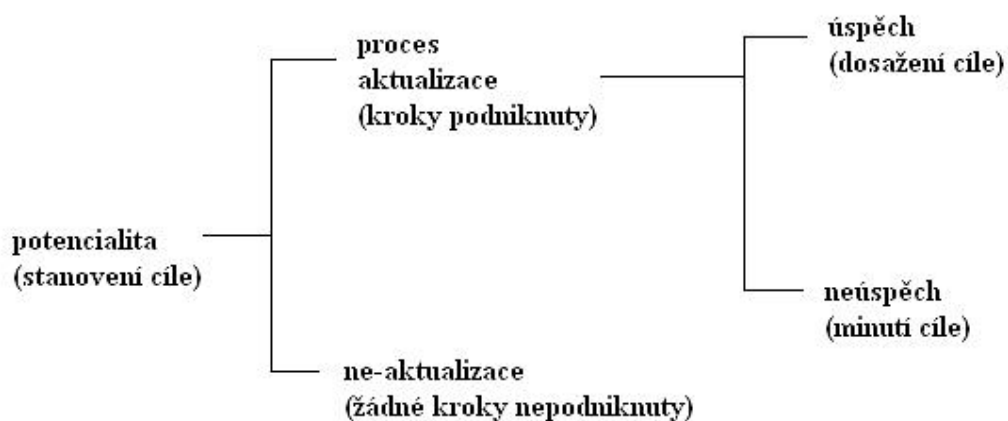 proces
aktualizace
(kroky podniknuty)
úspěch
(dosažení cíle)
potencialita
(stanovení cíle)
neúspěch
(minutí cíle)
ne-aktualizace
(žádné kroky nepodniknuty)